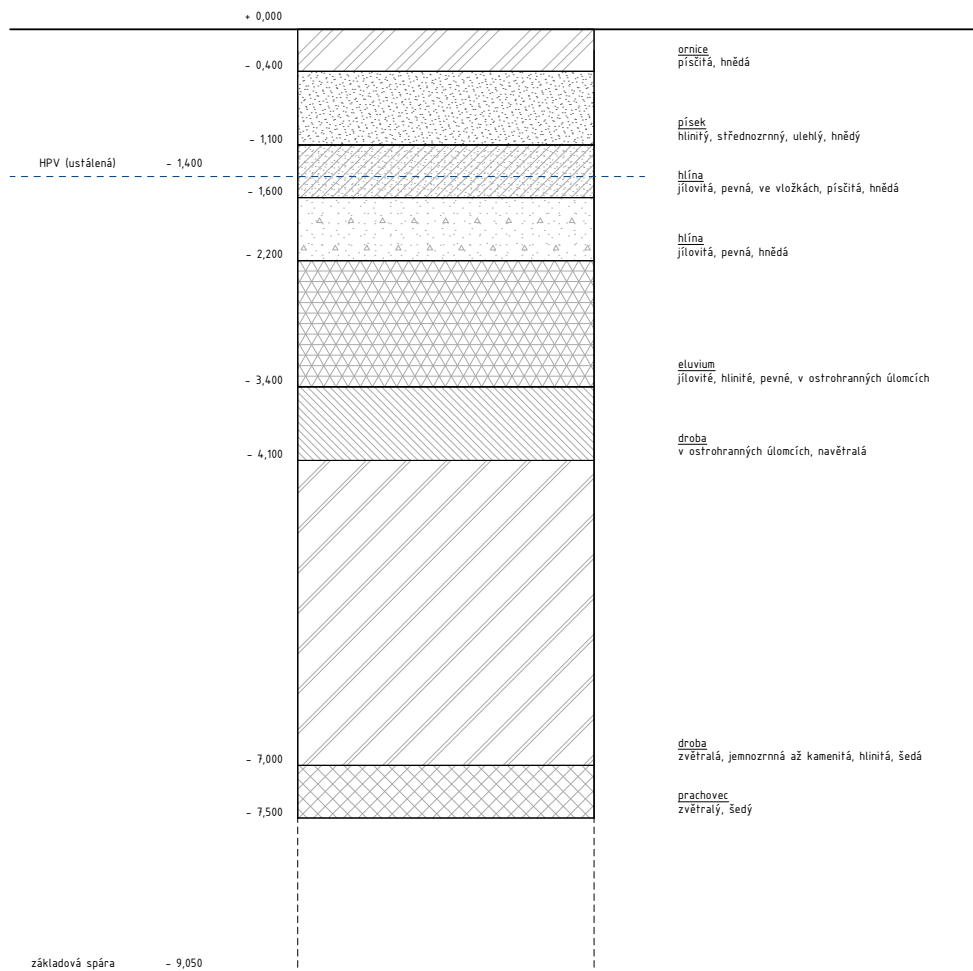 + 0,000
ornice
písčitá, hnědá
- 0,400
písek
hlinitý, střednozrnný, ulehlý, hnědý
- 1,100
HPV (ustálená) - 1,400
hlína
jílovitá, pevná, ve vložkách, písčitá, hnědá
- 1,600
hlína
jílovitá, pevná, hnědá
- 2,200
eluvium
jílovité, hlinité, pevné, v ostrohranných úlomcích
- 3,400
droba
v ostrohranných úlomcích, navětralá
- 4,100
droba
zvětralá, jemnozrnná až kamenitá, hlinitá, šedá
- 7,000
prachovec
zvětralý, šedý
- 7,500
základová spára - 9,050